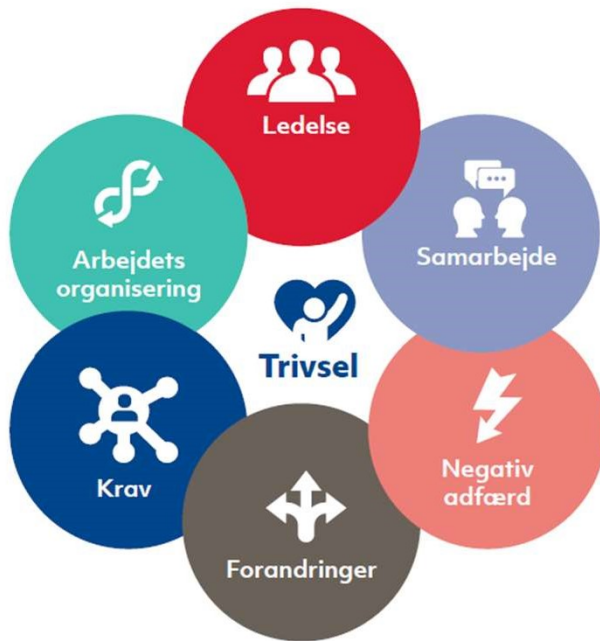 Ledelse
Samarbejde
Negativ
adfærd
Forandringer
Krav
Arbejdets
organisering
Trivsel